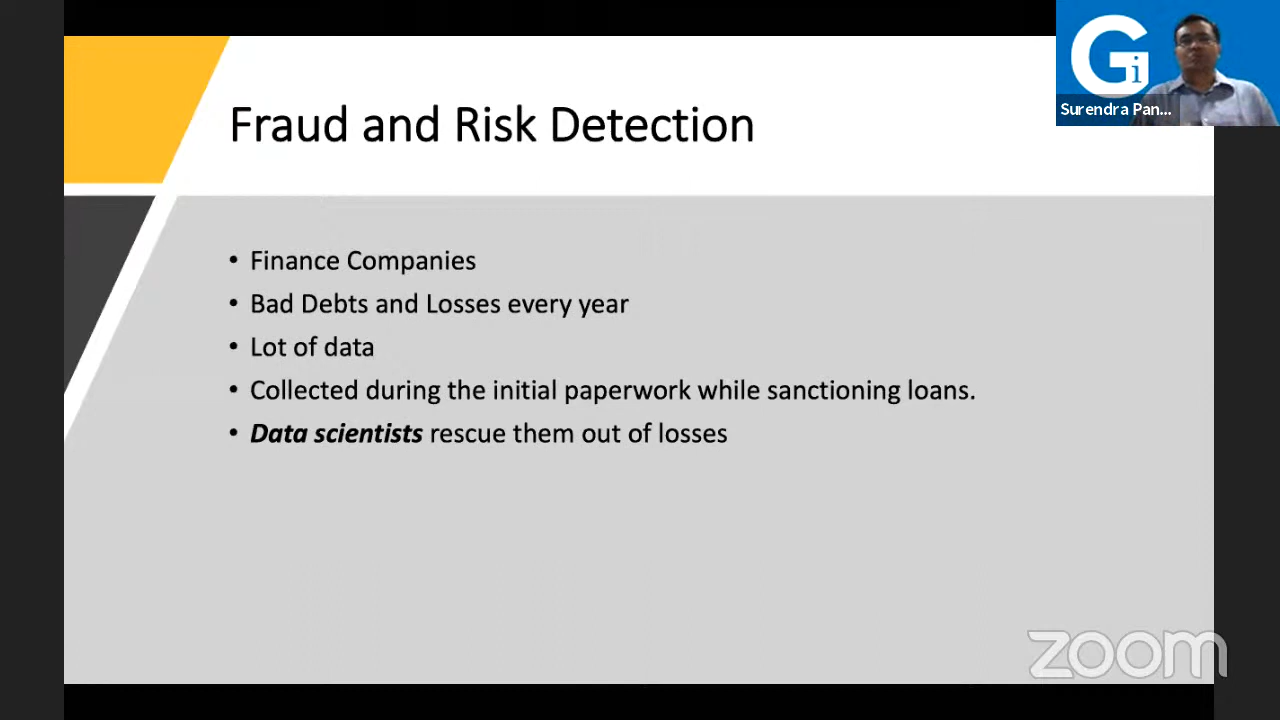 Gi
Surendra Pan...
Fraud and Risk Detection
• Finance Companies
• Bad Debts and Losses every year
• Lot of data
• Collected during the initial paperwork while sanctioning loans.
• Data scientists rescue them out of losses
zoom